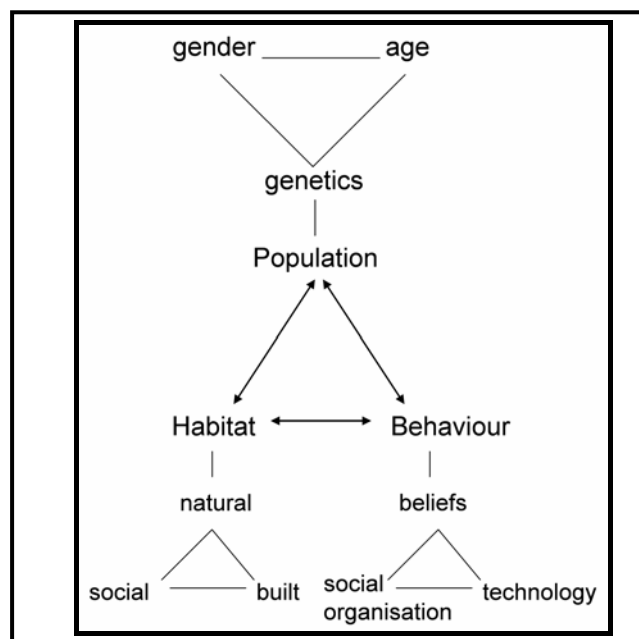 gender age
genetics
Population
Habitat Behaviour
natural beliefs
social built social organisation technology